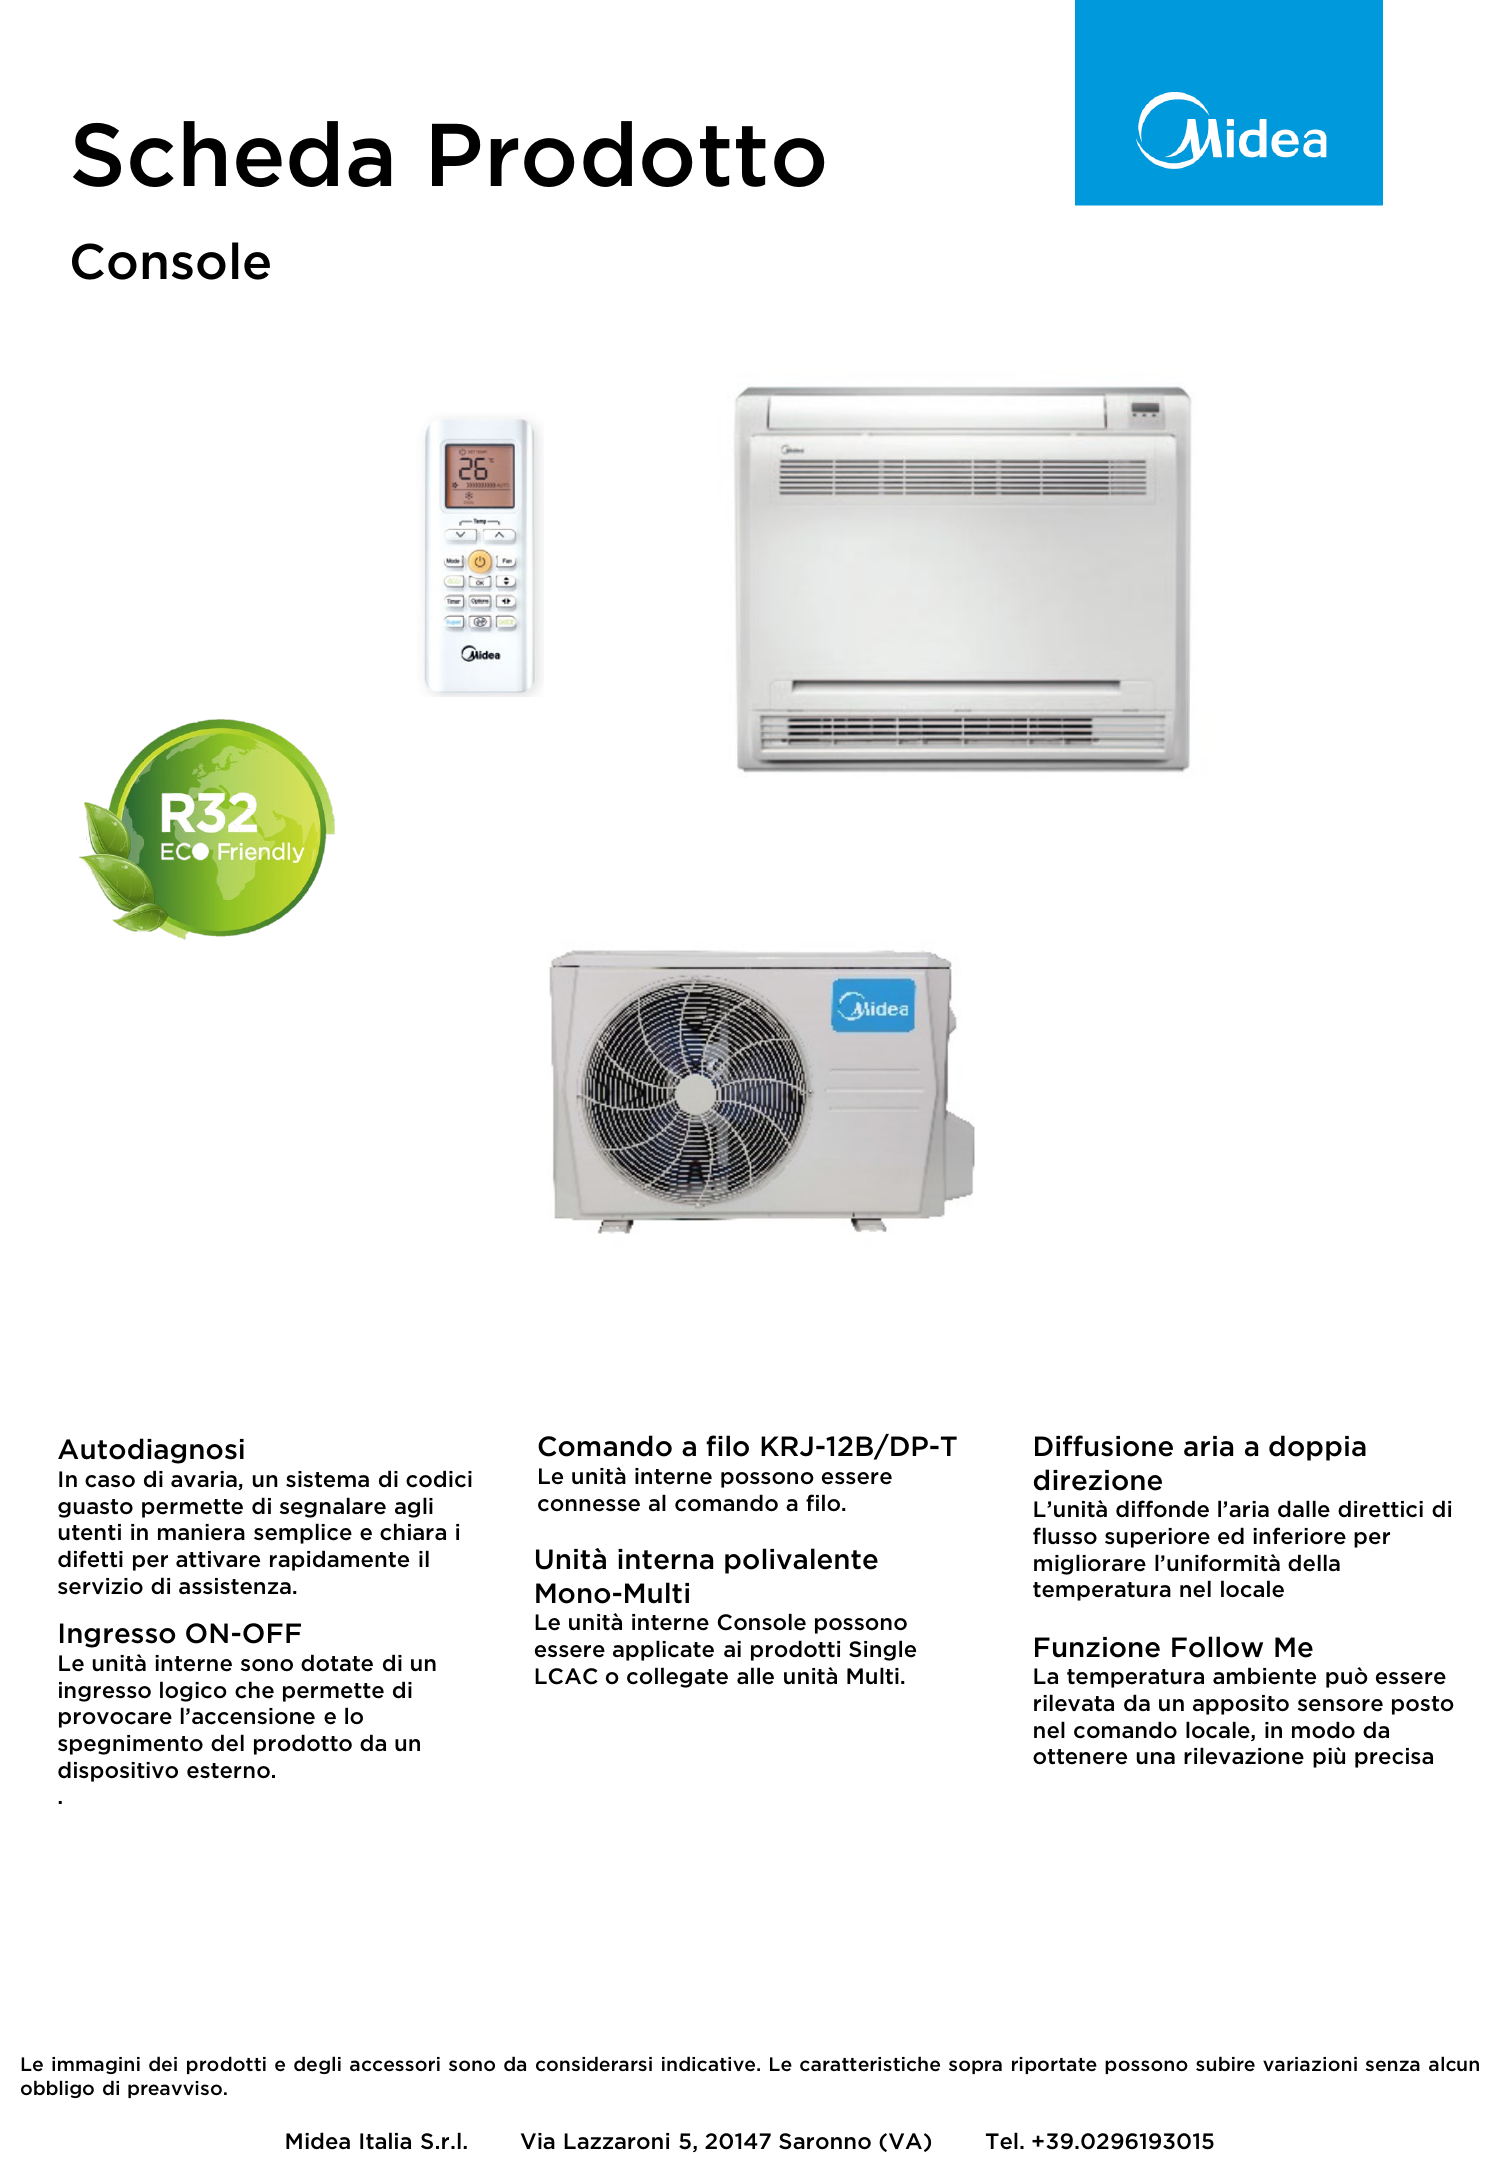 Midea
Scheda Prodotto
Console
26
°C
AUTO
Temp
Mode
Fan
OK
Timer
Options
Super
Midea
Midea
R32
ECO Friendly
Midea
Autodiagnosi
In caso di avaria, un sistema di codici
guasto permette di segnalare agli
utenti in maniera semplice e chiara i
difetti per attivare rapidamente il
servizio di assistenza.
Ingresso ON-OFF
Le unità interne sono dotate di un
ingresso logico che permette di
provocare l’accensione e lo
spegnimento del prodotto da un
dispositivo esterno.
.
Comando a filo KRJ-12B/DP-T
Le unità interne possono essere
connesse al comando a filo.
Unità interna polivalente
Mono-Multi
Le unità interne Console possono
essere applicate ai prodotti Single
LCAC o collegate alle unità Multi.
Diffusione aria a doppia
direzione
L’unità diffonde l’aria dalle direttici di
flusso superiore ed inferiore per
migliorare l’uniformità della
temperatura nel locale
Funzione Follow Me
La temperatura ambiente può essere
rilevata da un apposito sensore posto
nel comando locale, in modo da
ottenere una rilevazione più precisa
Le immagini dei prodotti e degli accessori sono da considerarsi indicative. Le caratteristiche sopra riportate possono subire variazioni senza alcun
obbligo di preavviso.
Midea Italia S.r.l. Via Lazzaroni 5, 20147 Saronno (VA) Tel. +39.0296193015